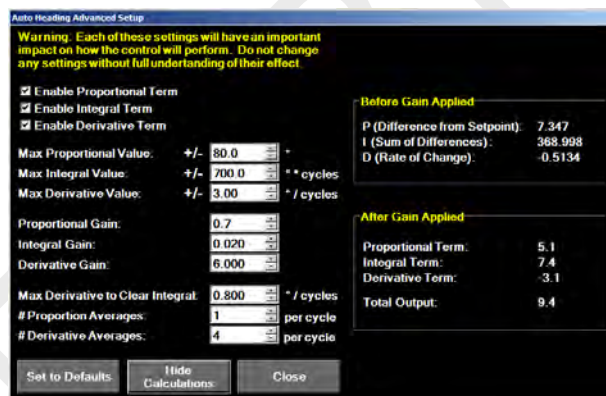 Auto Heading Advanced Setup
Warning: Each of these settings will have an important
impact on how the control will perform. Do not change
any settings without full undertanding of their effect.
Enable Proportional Term
Enable Integral Term
Enable Derivative Term
Max Proportional Value: +/- 80.0 °
Max Integral Value: +/- 700.0 ° * cycles
Max Derivative Value: +/- 3.00 ° / cycles
Proportional Gain: 0.7
Integral Gain: 0.020
Derivative Gain: 6.000
Max Derivative to Clear Integral: 0.800 ° / cycles
# Proportion Averages: 1 per cycle
# Derivative Averages: 4 per cycle
Set to Defaults
Hide
Calculations
Close
Before Gain Applied
P (Difference from Setpoint): 7.347
I (Sum of Differences): 368.998
D (Rate of Change): -0.5134
After Gain Applied
Proportional Term: 5.1
Integral Term: 7.4
Derivative Term: -3.1
Total Output: 9.4